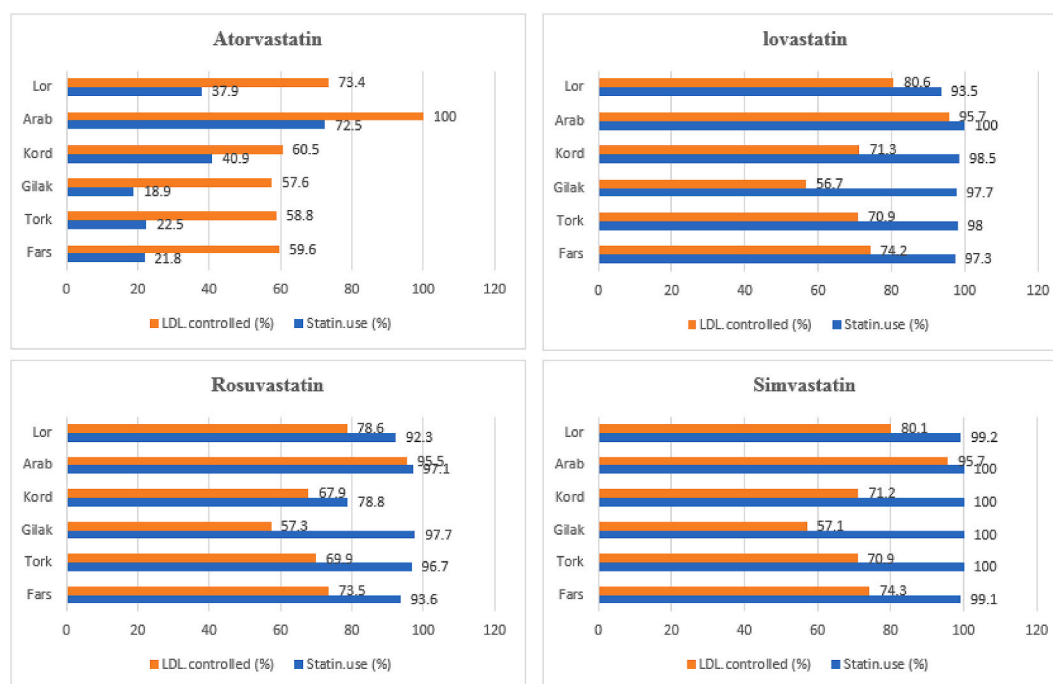 Atorvastatin
Lor 73.4 37.9
Arab 100 72.5
Kord 60.5 40.9
Gilak 57.6 18.9
Tork 58.8 22.5
Fars 59.6 21.8
0 20 40 60 80 100 120
LDL.controlled (%) Statin.use (%)
lovastatin
Lor 80.6 93.5
Arab 95.7 100
Kord 71.3 98.5
Gilak 56.7 97.7
Tork 70.9 98
Fars 74.2 97.3
0 20 40 60 80 100 120
LDL.controlled (%) Statin.use (%)
Rosuvastatin
Lor 78.6 92.3
Arab 95.5 97.1
Kord 67.9 78.8
Gilak 57.3 97.7
Tork 69.9 96.7
Fars 73.5 93.6
0 20 40 60 80 100 120
LDL.controlled (%) Statin.use (%)
Simvastatin
Lor 80.1 99.2
Arab 95.7 100
Kord 71.2 100
Gilak 57.1 100
Tork 70.9 100
Fars 74.3 99.1
0 20 40 60 80 100 120
LDL.controlled (%) Statin.use (%)